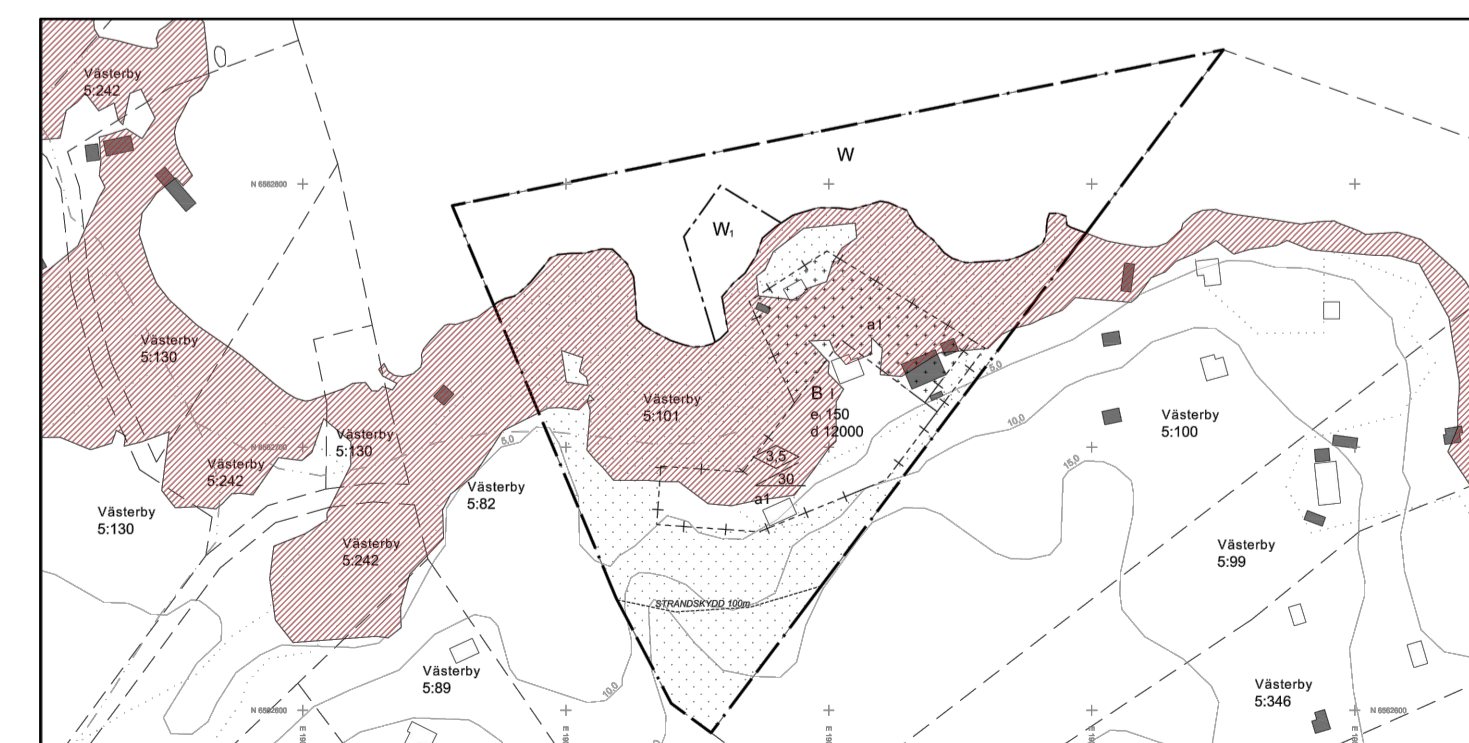 Västerby
5:242
W
N 6562800
W1
a1
Västerby
5:130
5,0
Västerby
5:101
B I
e1 150
d 12000
10,0
Västerby
5:100
Västerby
5:130
N 6562700
5,0
Västerby
5:242
3,5
30
a1
15,0
Västerby
5:82
Västerby
5:130
Västerby
5:242
Västerby
5:99
STRANDSKYDD 100m
Västerby
5:89
10,0
Västerby
5:346
N 6562600
N 6562600